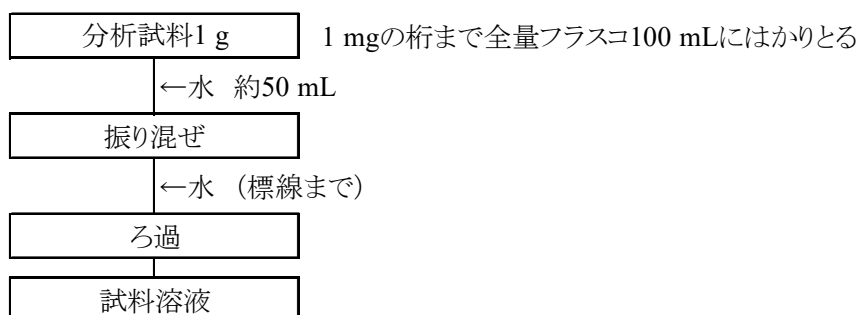 分析試料1 g　1 mgの桁まで全量フラスコ100 mLにはかりとる
←水　約50 mL
振り混ぜ
←水　(標線まで)
ろ過
試料溶液